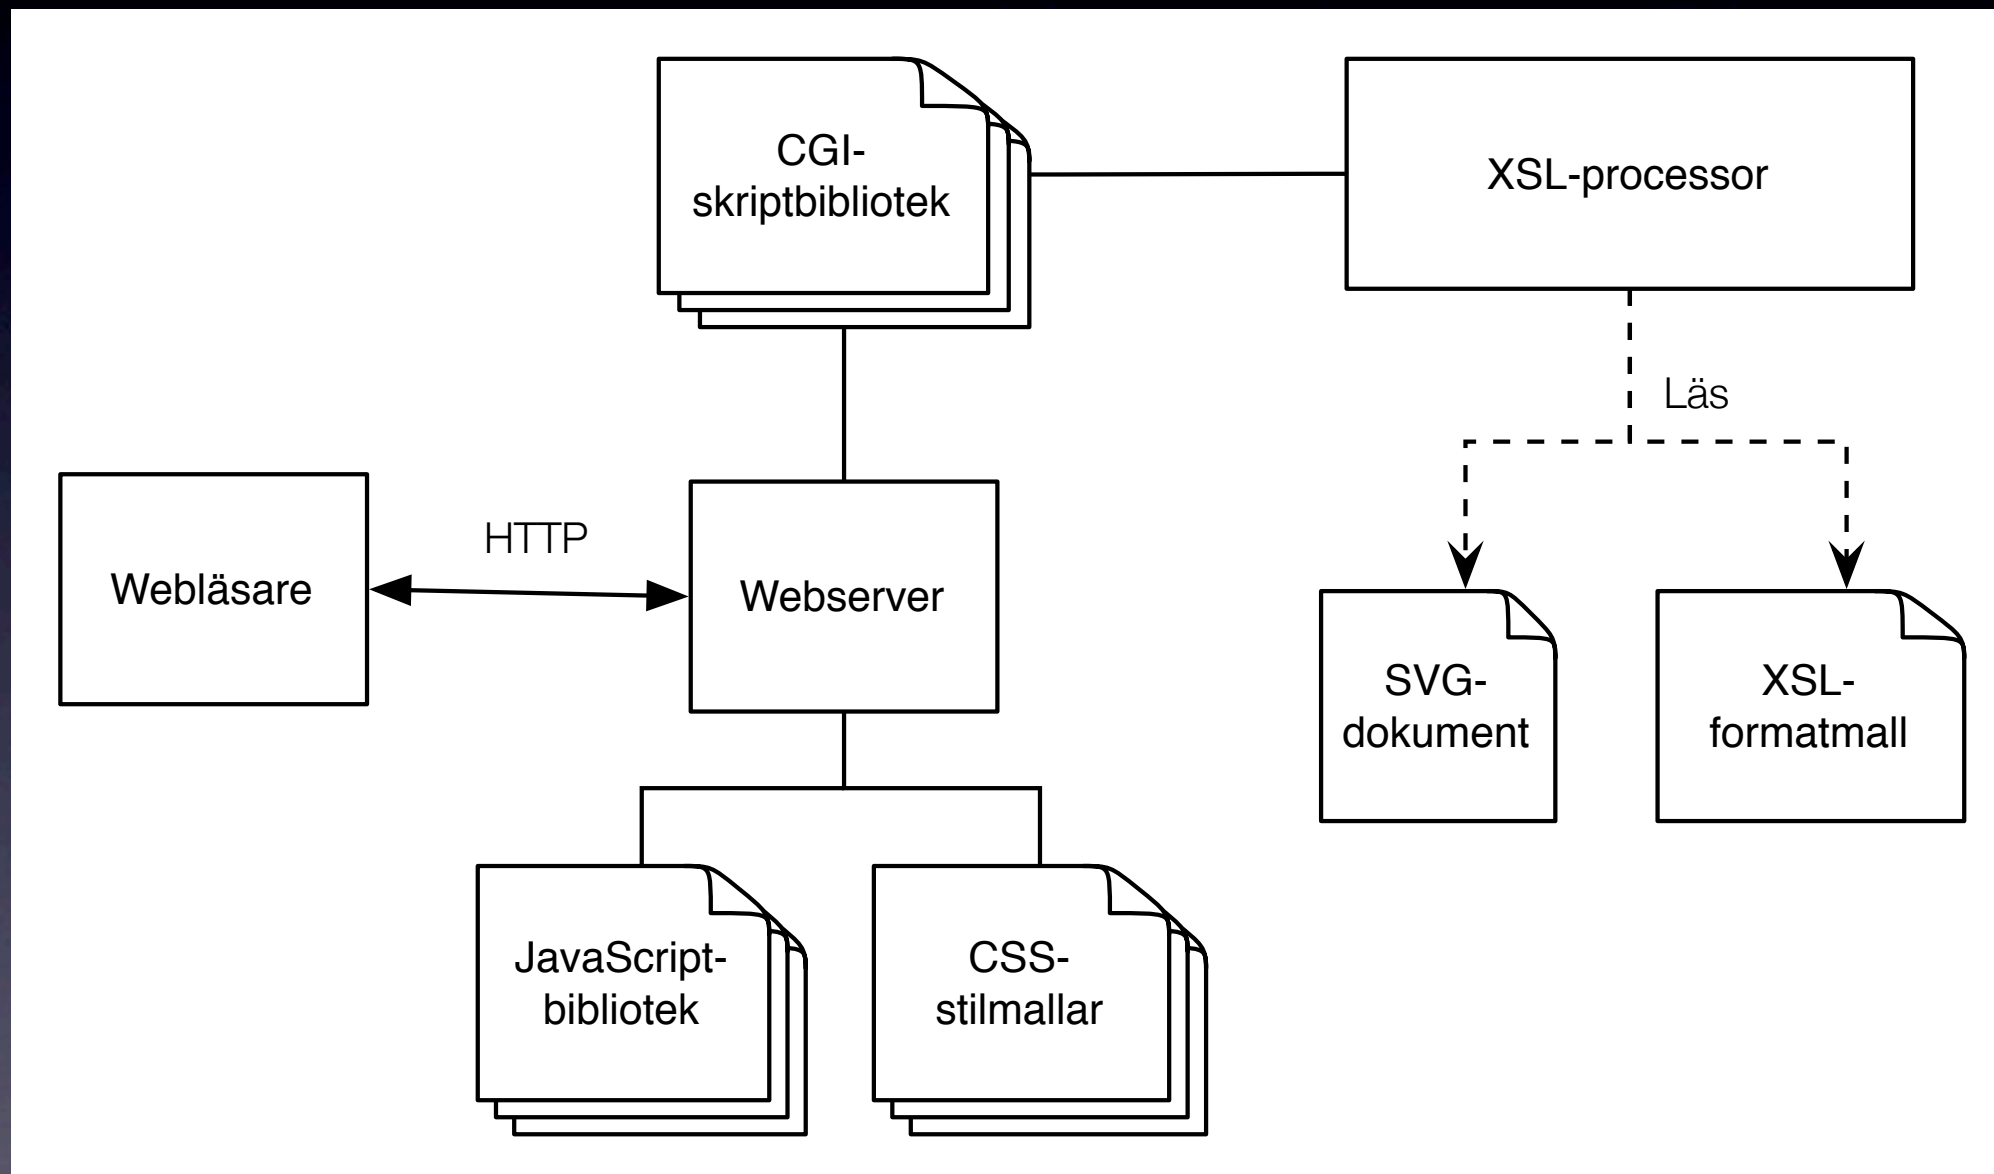 CGI-
skriptbibliotek
XSL-processor
Läs
HTTP
Webläsare
Webserver
SVG-
dokument
XSL-
formatmall
JavaScript-
bibliotek
CSS-
stilmallar